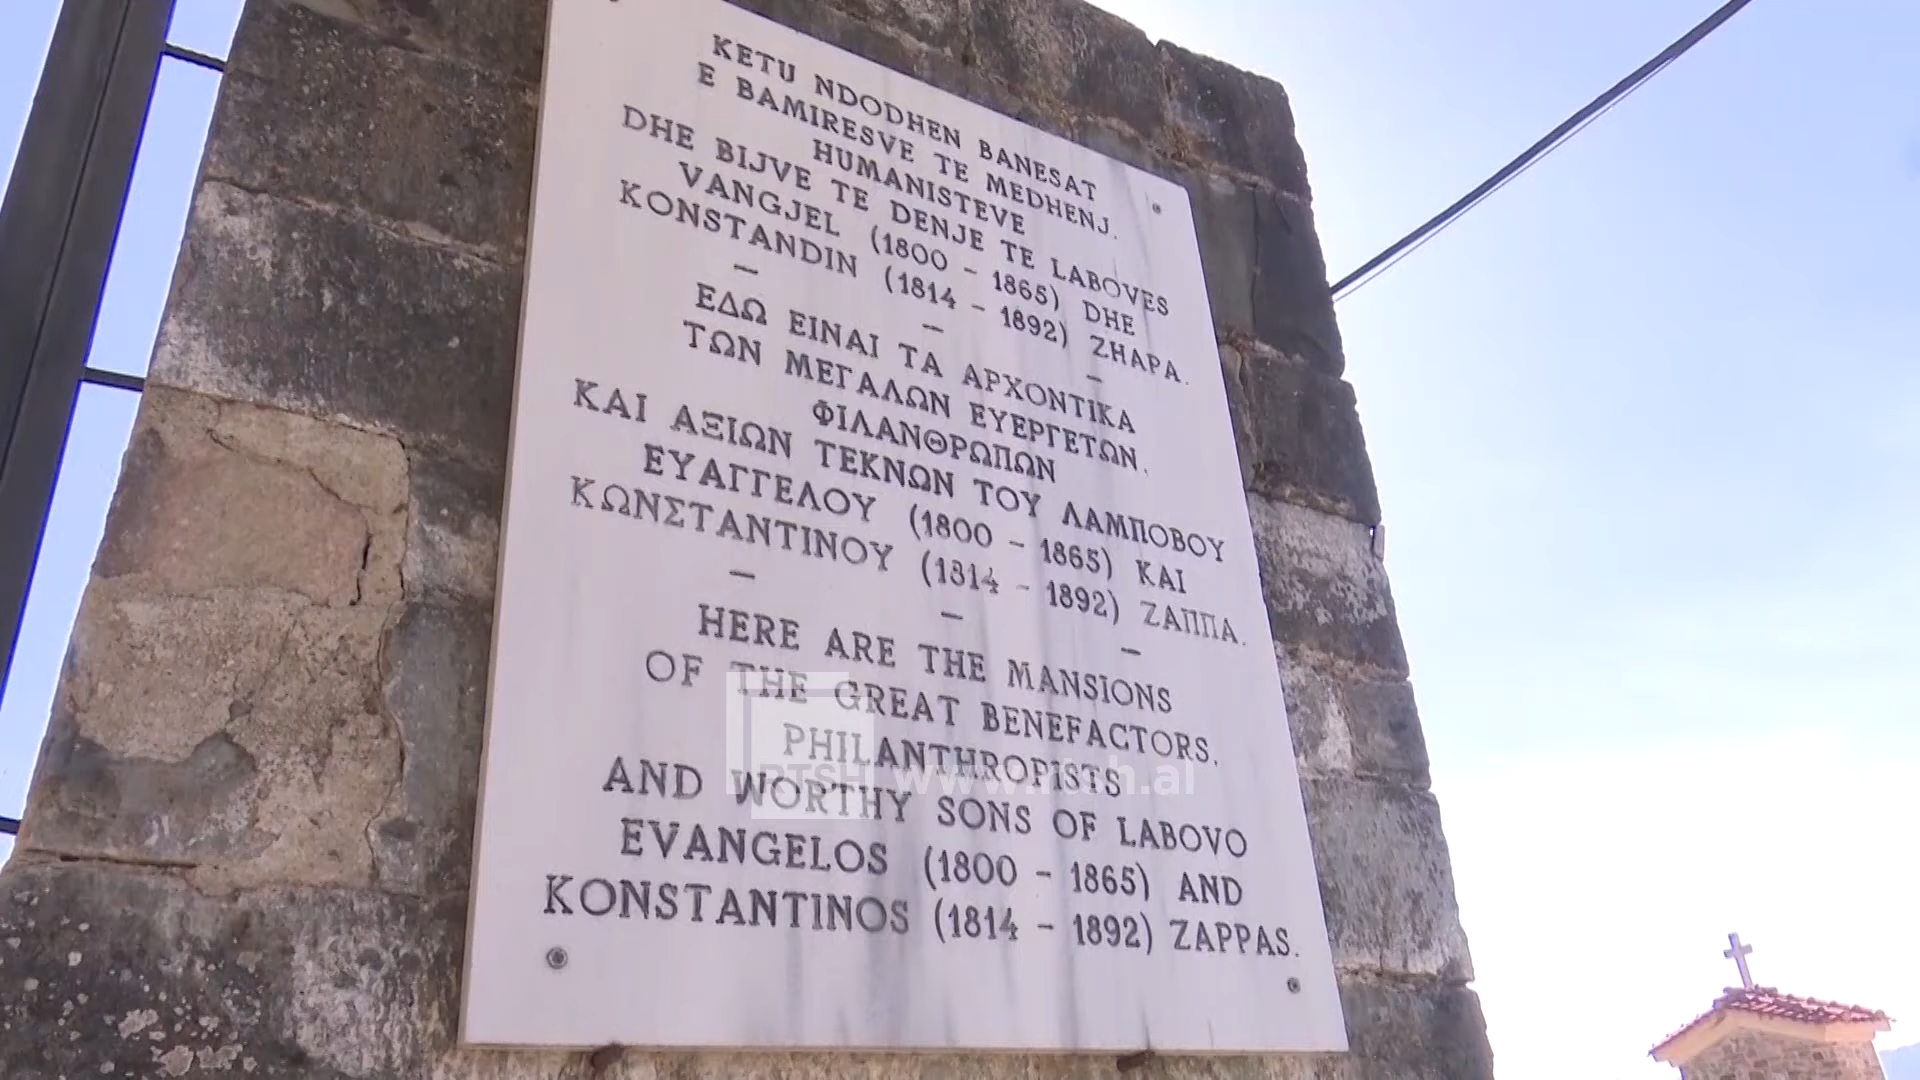 KETU NDODHEN BANESAT
E BAMIRESVE TE MEDHENJ.
HUMANISTEVE
DHE BIJVE TE DENJE TE LABOVES
VANGJEL (1800 - 1865) DHE
KONSTANDIN (1814 - 1892) ZHAPA.
ΕΔΩ ΕΙΝΑΙ ΤΑ ΑΡΧΟΝΤΙΚΑ
ΤΩΝ ΜΕΓΑΛΩΝ ΕΥΕΡΓΕΤΩΝ.
ΦΙΛΑΝΘΡΩΠΩΝ
ΚΑΙ ΑΞΙΩΝ ΤΕΚΝΩΝ ΤΟΥ ΛΑΜΠΟΒΟΥ
ΕΥΑΓΓΕΛΟΥ (1800 - 1865) ΚΑΙ
ΚΩΝΣΤΑΝΤΙΝΟΥ (1814 - 1892) ΖΑΠΠΑ.
HERE ARE THE MANSIONS
OF THE GREAT BENEFACTORS.
PHILANTHROPISTS
RTSH www.rtsh.al
AND WORTHY SONS OF LABOVO
EVANGELOS (1800 - 1865) AND
KONSTANTINOS (1814 - 1892) ZAPPAS.